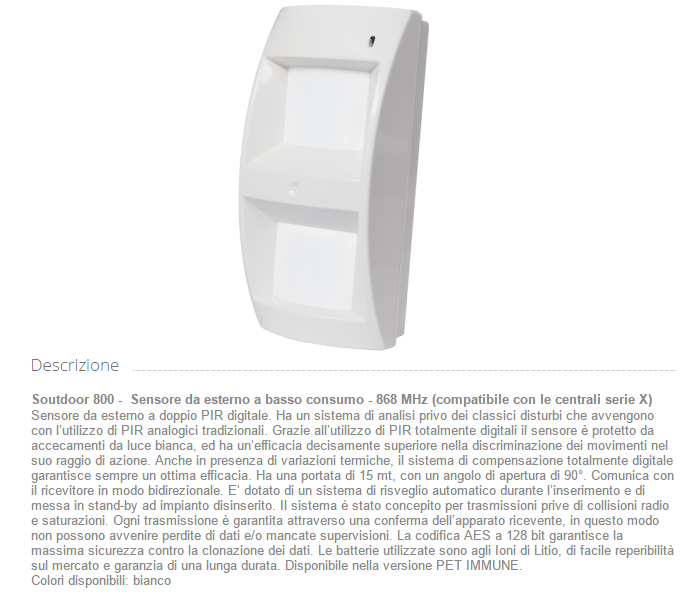 Descrizione
Soutdoor 800 -  Sensore da esterno a basso consumo - 868 MHz (compatibile con le centrali serie X)
Sensore da esterno a doppio PIR digitale. Ha un sistema di analisi privo dei classici disturbi che avvengono
con l’utilizzo di PIR analogici tradizionali. Grazie all’utilizzo di PIR totalmente digitali il sensore è protetto da
accecamenti da luce bianca, ed ha un’efficacia decisamente superiore nella discriminazione dei movimenti nel
suo raggio di azione. Anche in presenza di variazioni termiche, il sistema di compensazione totalmente digitale
garantisce sempre un ottima efficacia. Ha una portata di 15 mt, con un angolo di apertura di 90°. Comunica con
il ricevitore in modo bidirezionale. E’ dotato di un sistema di risveglio automatico durante l’inserimento e di
messa in stand-by ad impianto disinserito. Il sistema è stato concepito per trasmissioni prive di collisioni radio
e saturazioni. Ogni trasmissione è garantita attraverso una conferma dell’apparato ricevente, in questo modo
non possono avvenire perdite di dati e/o mancate supervisioni. La codifica AES a 128 bit garantisce la
massima sicurezza contro la clonazione dei dati. Le batterie utilizzate sono agli Ioni di Litio, di facile reperibilità
sul mercato e garanzia di una lunga durata. Disponibile nella versione PET IMMUNE.
Colori disponibili: bianco